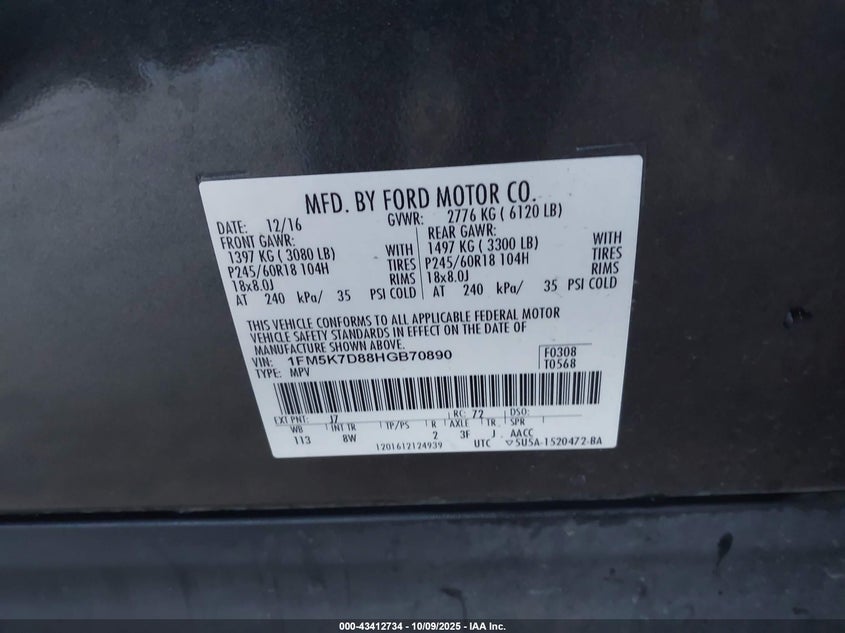 MFD. BY FORD MOTOR CO.
DATE: 12/16 GVWR: 2776 KG ( 6120 LB)
FRONT GAWR: REAR GAWR:
1397 KG ( 3080 LB) WITH 1497 KG ( 3300 LB) WITH
P245/60R18 104H TIRES P245/60R18 104H TIRES
18x8.0J RIMS 18x8.0J RIMS
AT 240 kPa/ 35 PSI COLD AT 240 kPa/ 35 PSI COLD
THIS VEHICLE CONFORMS TO ALL APPLICABLE FEDERAL MOTOR
VEHICLE SAFETY STANDARDS IN EFFECT ON THE DATE OF
MANUFACTURE SHOWN ABOVE.
VIN: 1FM5K7D88HGB70890 F0308
TYPE: MPV T0568
EXT PNT: J7 RC: 72 DSO:
WB INT TR TP/PS R AXLE TR SPR
113 8W 2 3F J AACC
1201612124939 UTC ▽5USA-1520472-BA
000-43412734 - 10/09/2025 - IAA Inc.